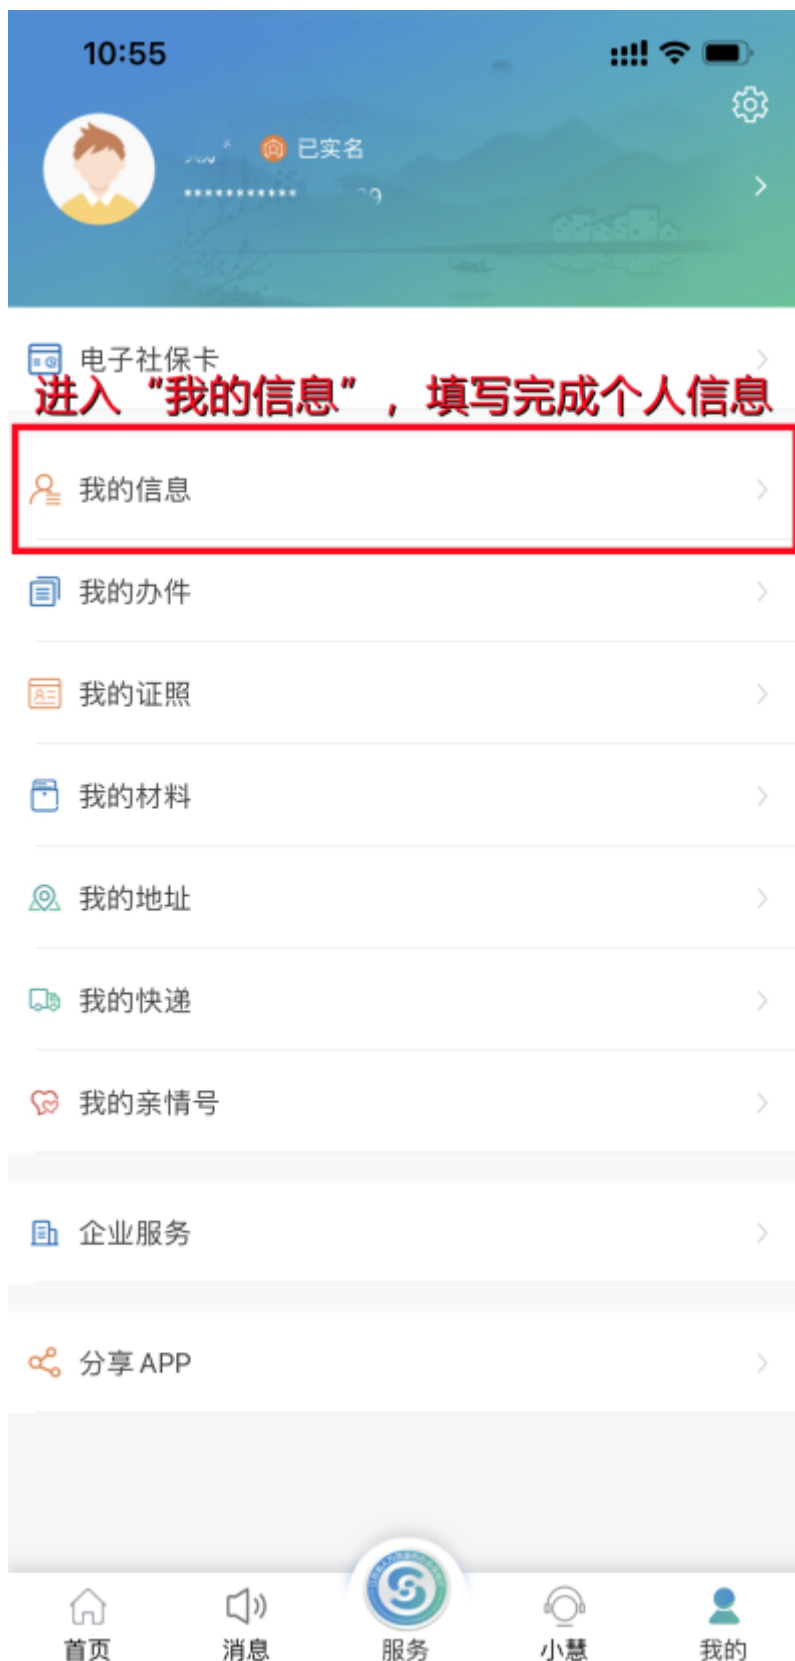 10:55
已实名
***********
电子社保卡
进入“我的信息”，填写完成个人信息
我的信息
我的办件
我的证照
我的材料
我的地址
我的快递
我的亲情号
企业服务
分享APP
首页
消息
服务
小慧
我的